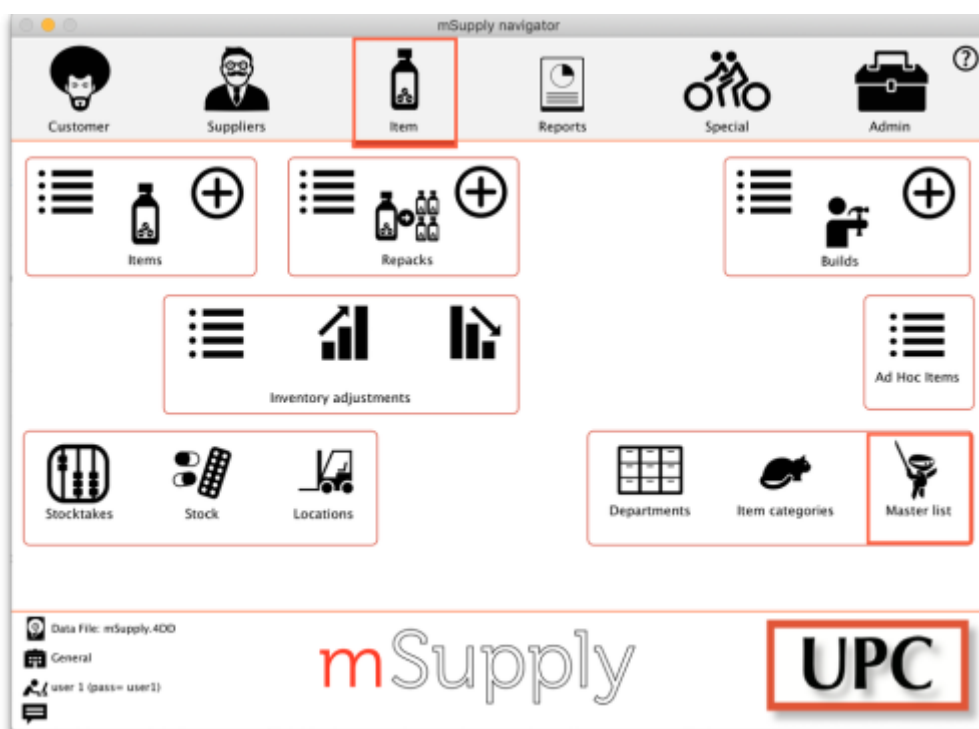 mSupply navigator
?
Customer
Suppliers
Item
Reports
Special
Admin
Items
Repacks
Builds
Inventory adjustments
Ad Hoc Items
Stocktakes
Stock
Locations
Departments
Item categories
Master list
Data File: mSupply.4DD
General
user 1 (pass= user1)
mSupply
UPC